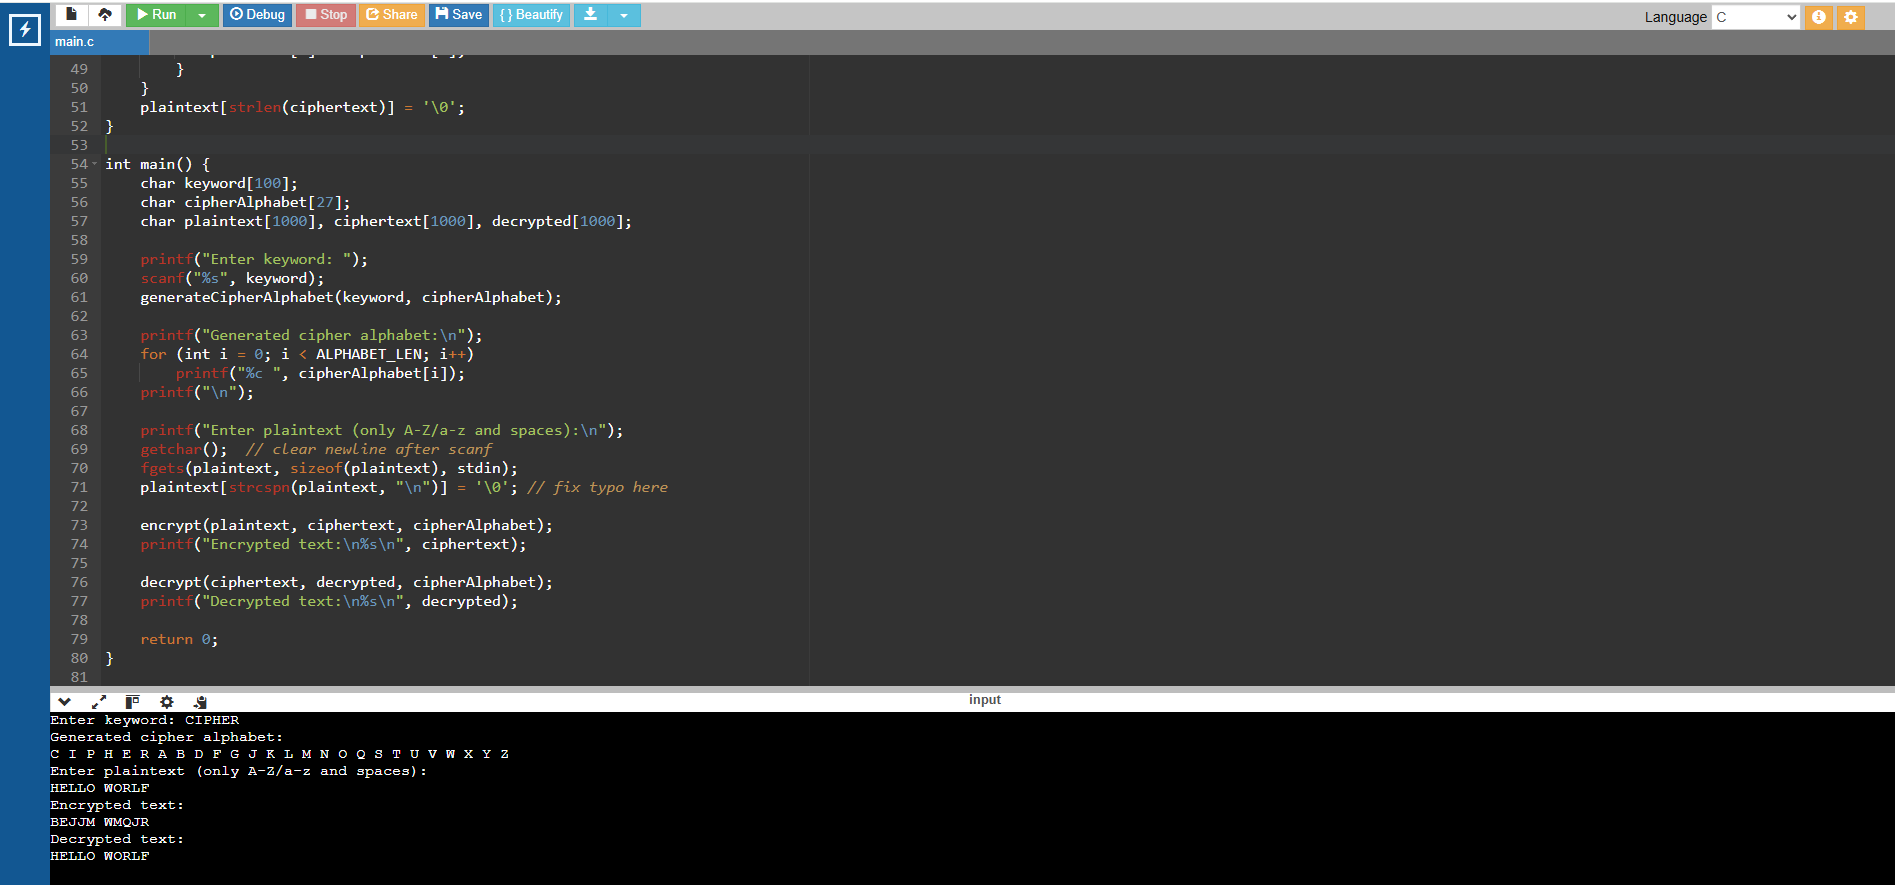 Run Debug Stop Share Save { } Beautify Language C
main.c
49 }
50 }
51 plaintext[strlen(ciphertext)] = '\0';
52 }
53
54 int main() {
55 char keyword[100];
56 char cipherAlphabet[27];
57 char plaintext[1000], ciphertext[1000], decrypted[1000];
58
59 printf("Enter keyword: ");
60 scanf("%s", keyword);
61 generateCipherAlphabet(keyword, cipherAlphabet);
62
63 printf("Generated cipher alphabet:\n");
64 for (int i = 0; i < ALPHABET_LEN; i++)
65 printf("%c ", cipherAlphabet[i]);
66 printf("\n");
67
68 printf("Enter plaintext (only A-Z/a-z and spaces):\n");
69 getchar(); // clear newline after scanf
70 fgets(plaintext, sizeof(plaintext), stdin);
71 plaintext[strcspn(plaintext, "\n")] = '\0'; // fix typo here
72
73 encrypt(plaintext, ciphertext, cipherAlphabet);
74 printf("Encrypted text:\n%s\n", ciphertext);
75
76 decrypt(ciphertext, decrypted, cipherAlphabet);
77 printf("Decrypted text:\n%s\n", decrypted);
78
79 return 0;
80 }
81
input
Enter keyword: CIPHER
Generated cipher alphabet:
C I P H E R A B D F G J K L M N O Q S T U V W X Y Z
Enter plaintext (only A-Z/a-z and spaces):
HELLO WORLF
Encrypted text:
BEJJM WMQJR
Decrypted text:
HELLO WORLF